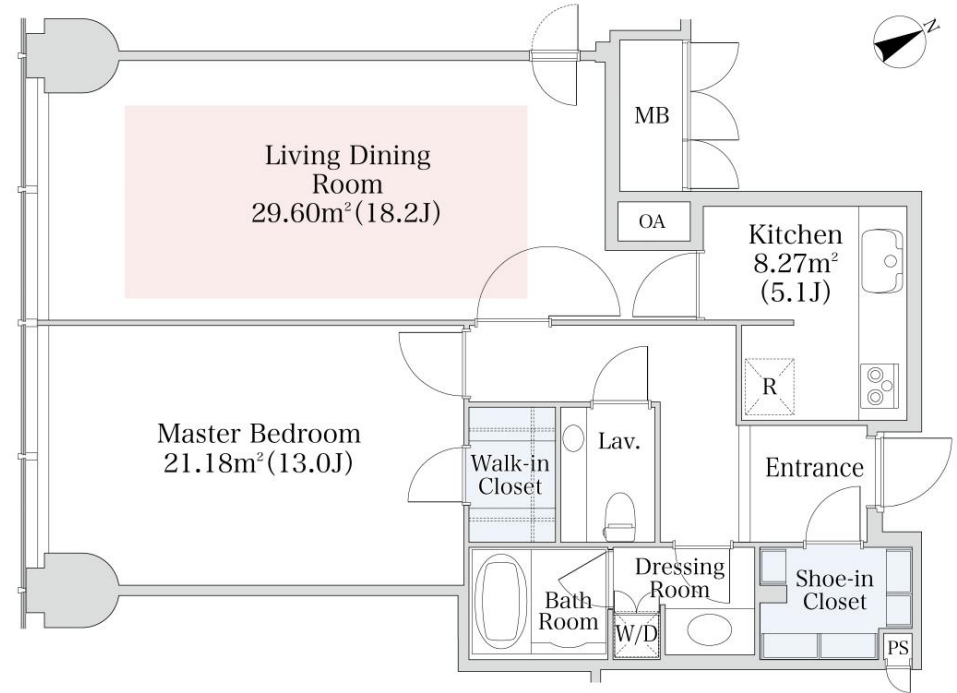 N
MB
Living Dining
Room
29.60m²(18.2J)
OA
Kitchen
8.27m²
(5.1J)
R
Master Bedroom
21.18m²(13.0J)
Walk-in
Closet
Lav.
Entrance
Dressing
Room
Bath
Room
W/D
Shoe-in
Closet
PS